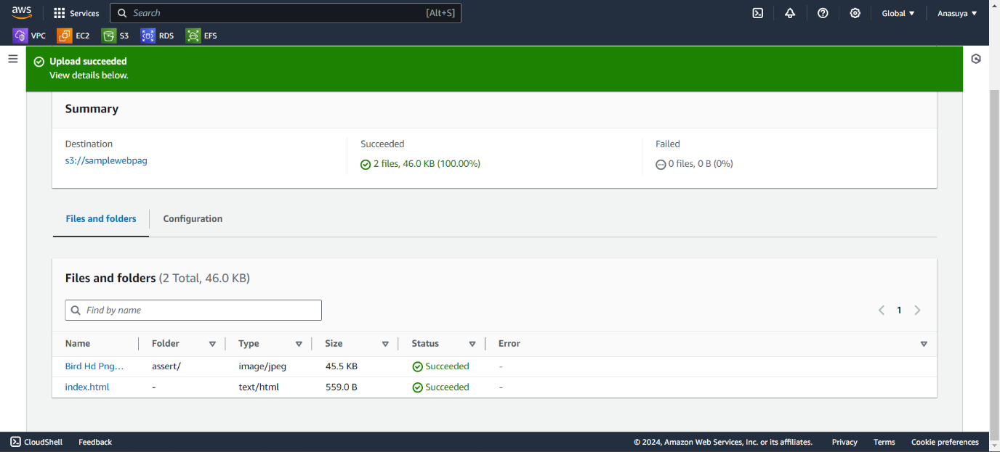 aws Services Search [Alt+S] Global Anasuya
VPC EC2 S3 RDS EFS
Upload succeeded
View details below.
Summary
Destination Succeeded Failed
s3://samplewebpag 2 files, 46.0 KB (100.00%) 0 files, 0 B (0%)
Files and folders Configuration
Files and folders (2 Total, 46.0 KB)
Find by name 1
Name Folder Type Size Status Error
Bird Hd Png... assert/ image/jpeg 45.5 KB Succeeded -
index.html - text/html 559.0 B Succeeded -
CloudShell Feedback © 2024, Amazon Web Services, Inc. or its affiliates. Privacy Terms Cookie preferences